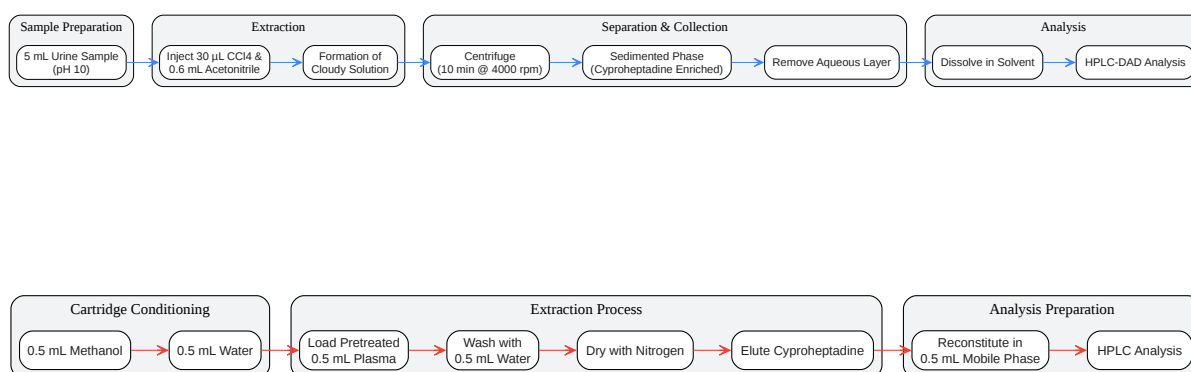 Sample Preparation
5 mL Urine Sample
(pH 10)
Extraction
Inject 30 µL CCl4 &
0.6 mL Acetonitrile
Formation of
Cloudy Solution
Separation & Collection
Centrifuge
(10 min @ 4000 rpm)
Sedimented Phase
(Cyproheptadine Enriched)
Remove Aqueous Layer
Analysis
Dissolve in Solvent
HPLC-DAD Analysis
Cartridge Conditioning
0.5 mL Methanol
0.5 mL Water
Extraction Process
Load Pretreated
0.5 mL Plasma
Wash with
0.5 mL Water
Dry with Nitrogen
Elute Cyproheptadine
Analysis Preparation
Reconstitute in
0.5 mL Mobile Phase
HPLC Analysis